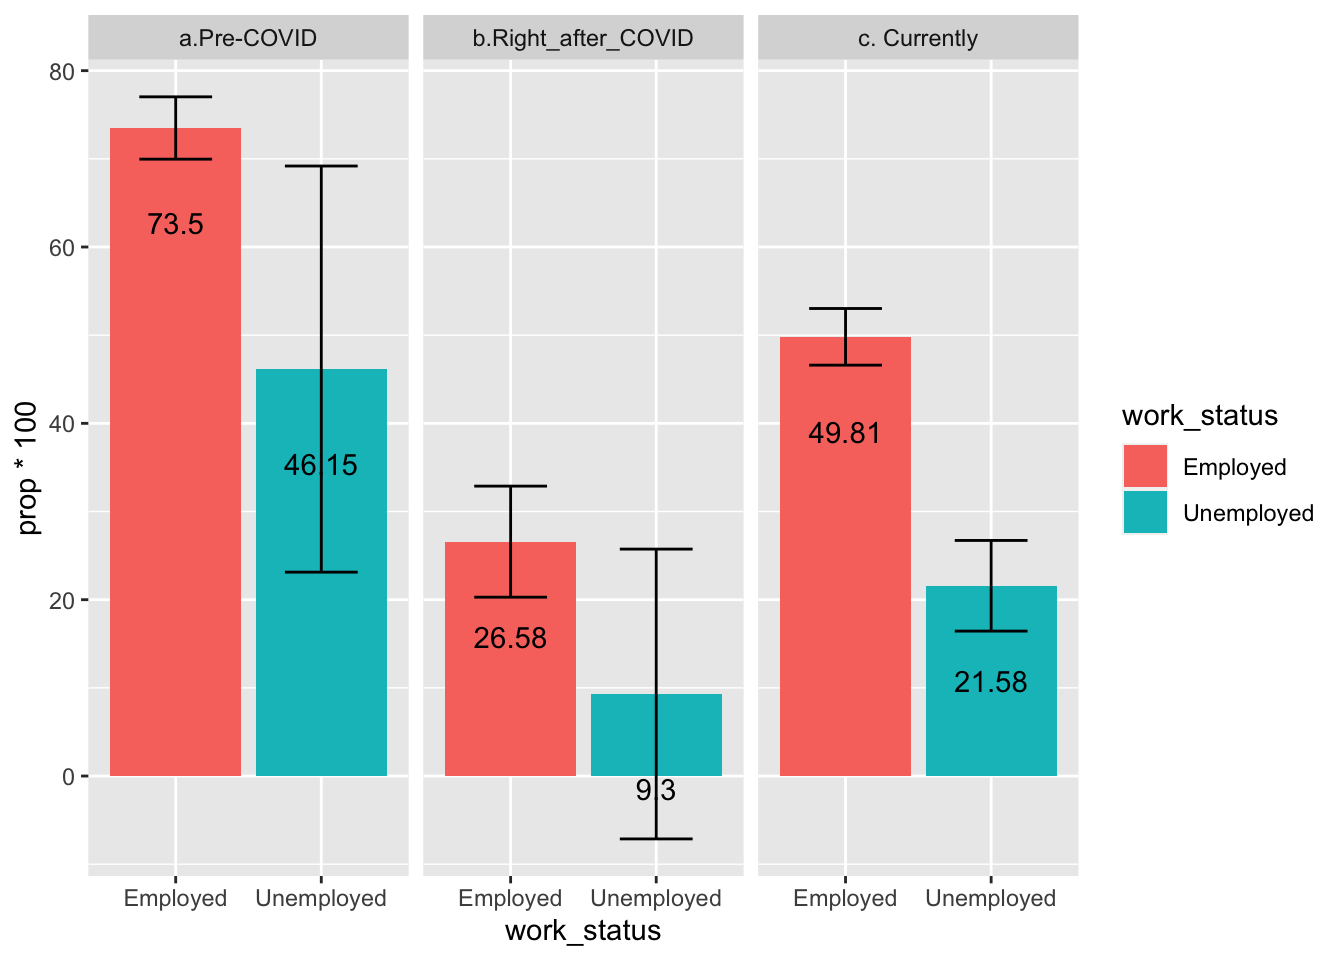 a.Pre-COVID
b.Right_after_COVID
c. Currently
80
60
40
20
0
prop * 100
73.5
46.15
26.58
9.3
49.81
21.58
Employed
Unemployed
Employed
Unemployed
Employed
Unemployed
work_status
work_status
Employed
Unemployed